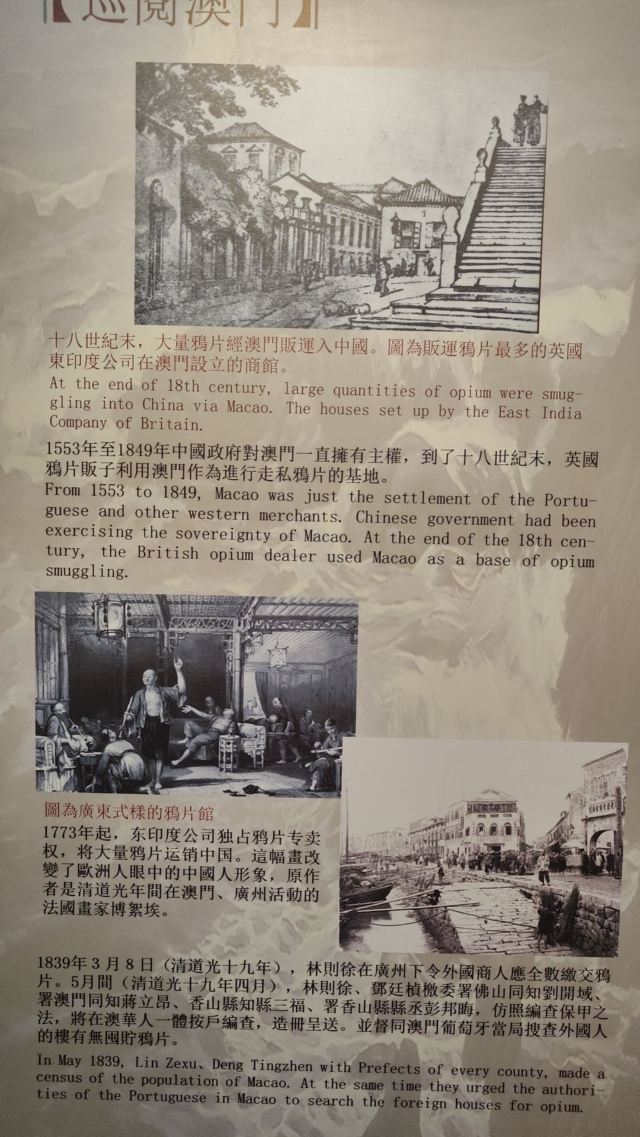 【巡閱澳門】
十八世紀末，大量鴉片經澳門販運入中國。圖為販運鴉片最多的英國
東印度公司在澳門設立的商館。
At the end of 18th century, large quantities of opium were smug-
gling into China via Macao. The houses set up by the East India
Company of Britain.
1553年至1849年中國政府對澳門一直擁有主權，到了十八世紀末，英國
鴉片販子利用澳門作為進行走私鴉片的基地。
From 1553 to 1849, Macao was just the settlement of the Portu-
guese and other western merchants. Chinese government had been
exercising the sovereignty of Macao. At the end of the 18th cen-
tury, the British opium dealer used Macao as a base of opium
smuggling.
圖為廣東式樣的鴉片館
1773年起，东印度公司独占鸦片专卖
权，将大量鸦片运销中国。這幅畫改
變了歐洲人眼中的中國人形象，原作
者是清道光年間在澳門、廣州活動的
法國畫家博絮埃。
1839年3月8日（清道光十九年），林則徐在廣州下令外國商人應全數繳交鴉
片。5月間（清道光十九年四月），林則徐、鄧廷楨檄委署佛山同知劉開域、
署澳門同知蔣立昂、香山縣知縣三福、署香山縣縣丞彭邦晦，仿照編查保甲之
法，將在澳華人一體按戶編查，造冊呈送。並督同澳門葡萄牙當局搜查外國人
的樓有無囤貯鴉片。
In May 1839, Lin Zexu、Deng Tingzhen with Prefects of every county, made a
census of the population of Macao. At the same time they urged the authori-
ties of the Portuguese in Macao to search the foreign houses for opium.